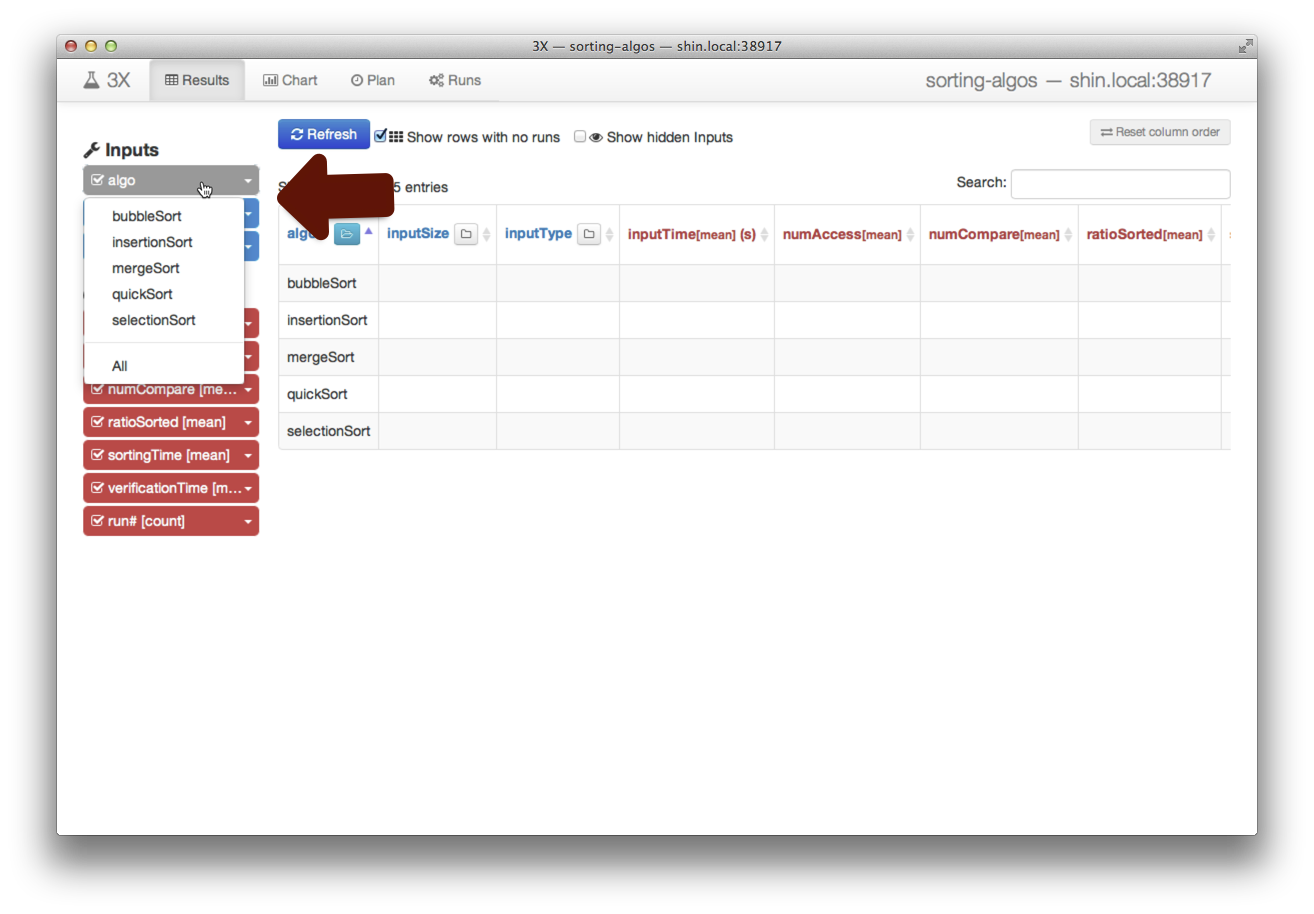 3X — sorting-algos — shin.local:38917
3X Results Chart Plan Runs sorting-algos — shin.local:38917
Refresh Show rows with no runs Show hidden Inputs Reset column order
Inputs
algo
5 entries Search:
bubbleSort
insertionSort
mergeSort
quickSort
selectionSort
All
numCompare [me...
ratioSorted [mean]
sortingTime [mean]
verificationTime [m...
run# [count]
inputSize inputType inputTime[mean] (s) numAccess[mean] numCompare[mean] ratioSorted[mean]
bubbleSort
insertionSort
mergeSort
quickSort
selectionSort